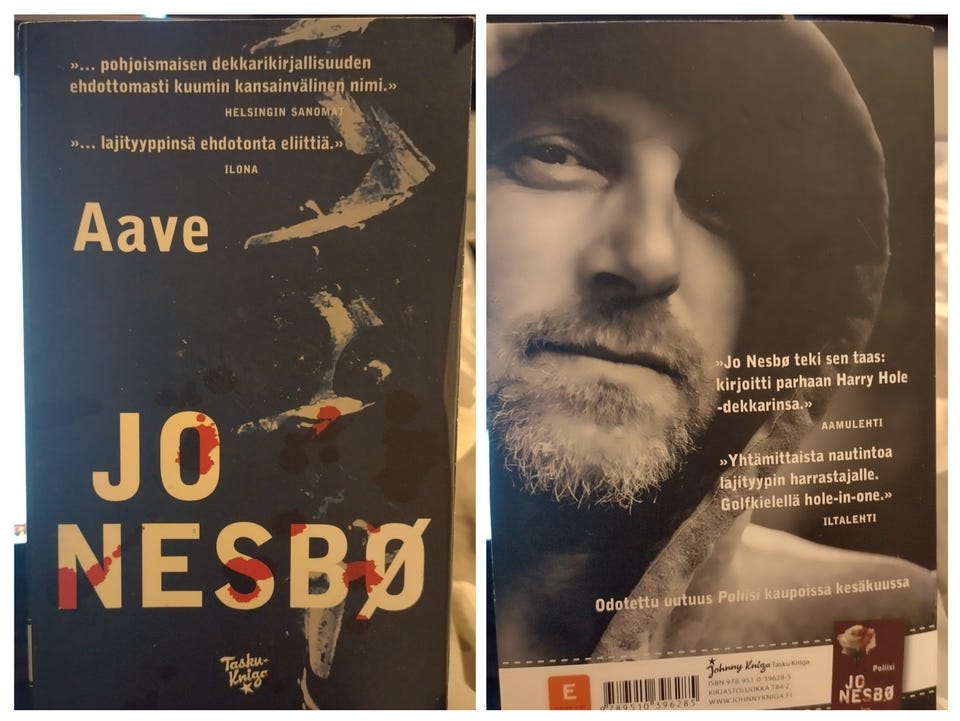 »... pohjoismaisen dekkarikirjallisuuden
ehdottomasti kuumin kansainvälinen nimi.»
HELSINGIN SANOMAT
»... lajityyppinsä ehdotonta eliittiä.»
ILONA
Aave
JO
NESBØ
Tasku-
Kniga
»Jo Nesbø teki sen taas:
kirjoitti parhaan Harry Hole
-dekkarinsa.»
AAMULEHTI
»Yhtämittaista nautintoa
lajityypin harrastajalle.
Golfkielellä hole-in-one.»
ILTALEHTI
Odotettu uutuus Poliisi kaupoissa kesäkuussa
E
9789510396285
Johnny Kniga Tasku Kniga
ISBN 978-951-0-39628-5
KIRJASTOLUOKKA T84·2
WWW.JOHNNYKNIGA.FI
Poliisi
JO
NESBØ